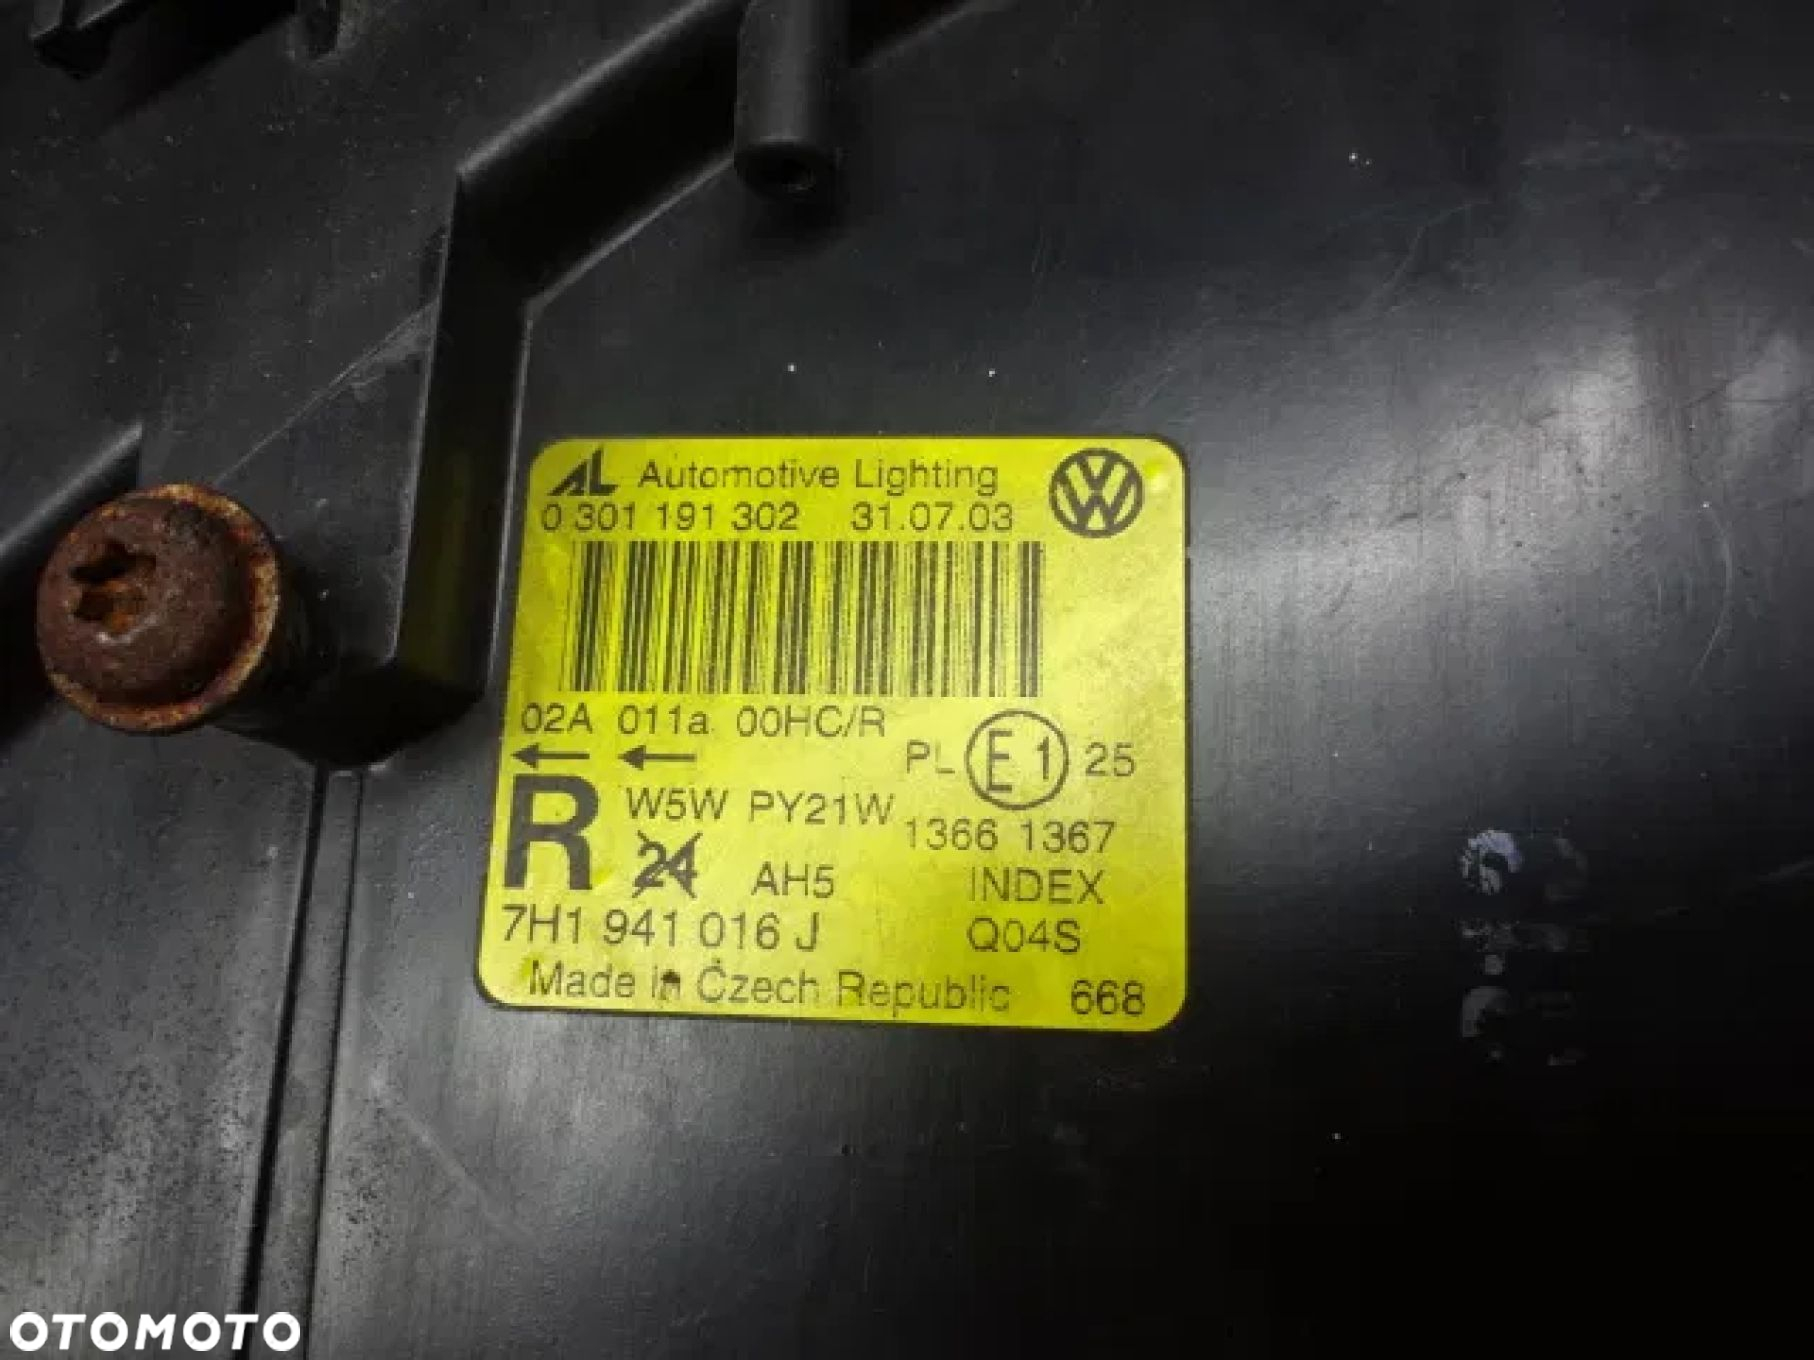 AL Automotive Lighting
0 301 191 302 31.07.03
02A 011a 00HC/R
PL E1 25
R W5W PY21W
1366 1367
24 AH5 INDEX
7H1 941 016 J Q04S
Made in Czech Republic 668
OTOMOTO